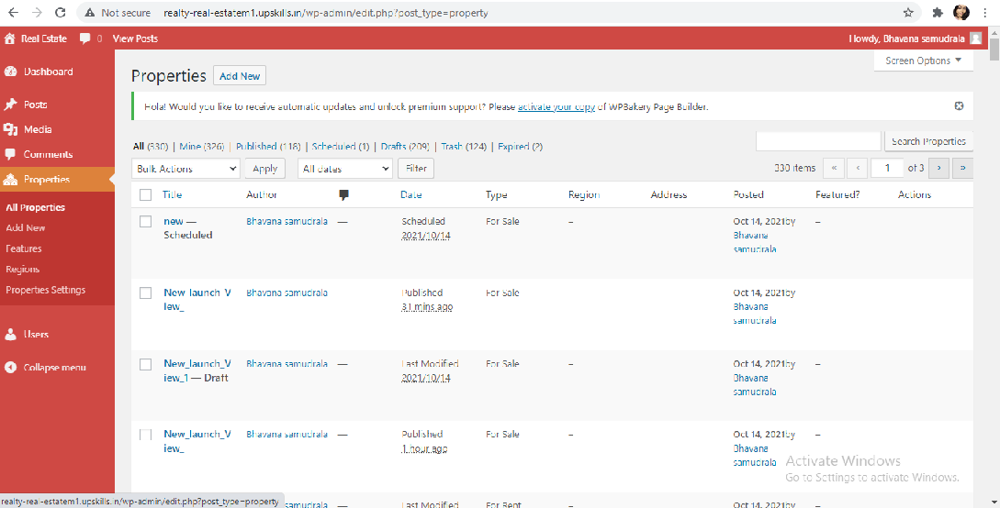 Not secure realty-real-estatem1.upskills.in/wp-admin/edit.php?post_type=property
Real Estate 0 View Posts Howdy, Bhavana samudrala
Screen Options
Dashboard
Posts
Media
Comments
Properties
All Properties
Add New
Features
Regions
Properties Settings
Users
Collapse menu
Properties Add New
Hola! Would you like to receive automatic updates and unlock premium support? Please activate your copy of WPBakery Page Builder.
All (330) | Mine (326) | Published (118) | Scheduled (1) | Drafts (209) | Trash (124) | Expired (2)
Search Properties
Bulk Actions Apply All dates Filter 330 items « ‹ 1 of 3 › »
Title Author Date Type Region Address Posted Featured? Actions
new — Bhavana samudrala — Scheduled For Sale – Oct 14, 2021by –
Scheduled 2021/10/14 Bhavana
samudrala
New_launch_V Bhavana samudrala — Published For Sale – Oct 14, 2021by –
iew_ 31 mins ago Bhavana
samudrala
New_launch_V Bhavana samudrala — Last Modified For Sale – Oct 14, 2021by –
iew_1 — Draft 2021/10/14 Bhavana
samudrala
New_launch_V Bhavana samudrala — Published For Sale – Oct 14, 2021by –
iew_ 1 hour ago Bhavana
samudrala
Activate Windows
Go to Settings to activate Windows.
realty-real-estatem1.upskills.in/wp-admin/edit.php?post_type=property
Bhavana samudrala — Last Modified For Rent – Oct 14, 2021by –